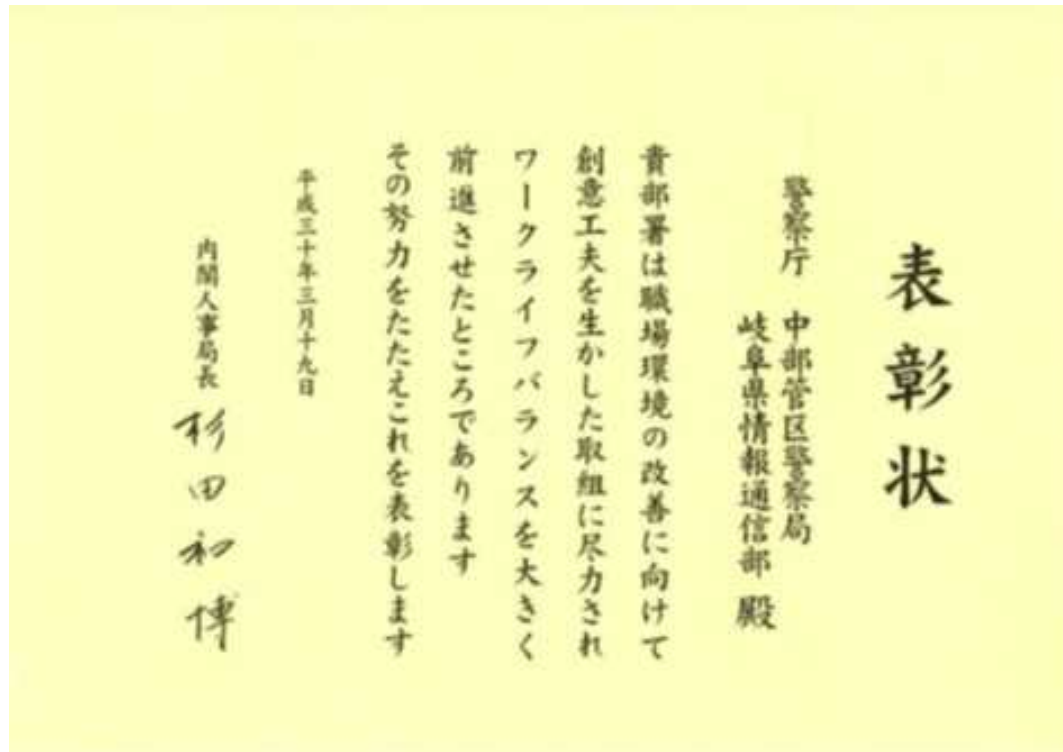 表彰状
警察庁 中部管区警察局
岐阜県情報通信部 殿
貴部署は職場環境の改善に向けて
創意工夫を生かした取組に尽力され
ワークライフバランスを大きく
前進させたところであります
その努力をたたえこれを表彰します
平成三十年三月十九日
内閣人事局長 杉田和博